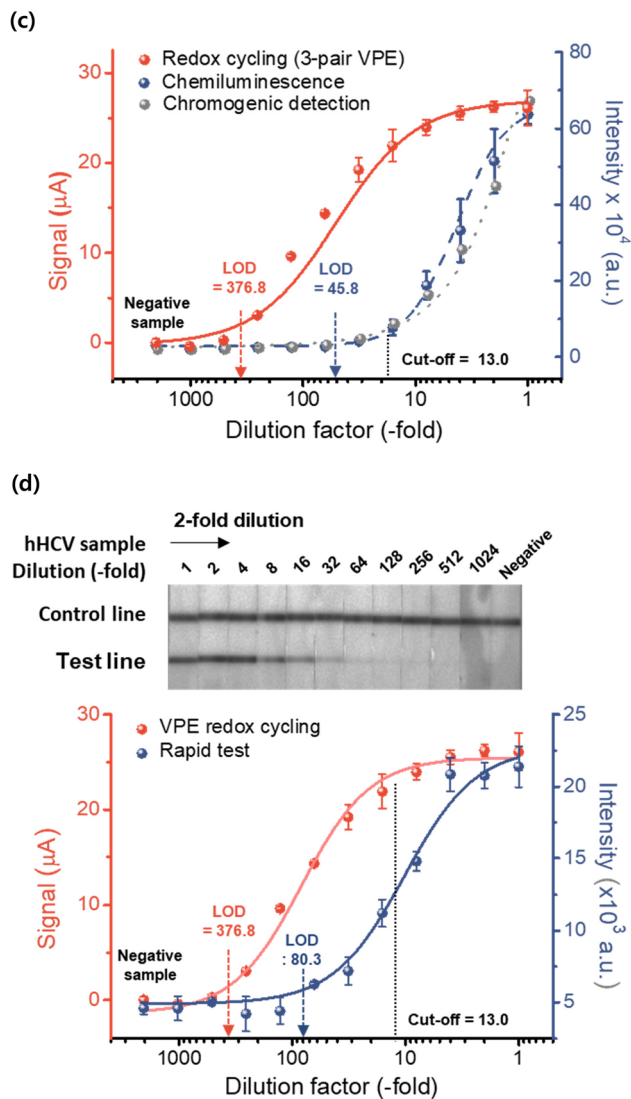 (c)
Redox cycling (3-pair VPE)
Chemiluminescence
Chromogenic detection
30
20
10
0
Signal (µA)
80
60
40
20
0
Intensity x 10⁴ (a.u.)
LOD
= 376.8
LOD
= 45.8
Negative
sample
Cut-off = 13.0
1000 100 10 1
Dilution factor (-fold)
(d)
2-fold dilution
hHCV sample
Dilution (-fold)
1 2 4 8 16 32 64 128 256 512 1024 Negative
Control line
Test line
VPE redox cycling
Rapid test
30
20
10
0
Signal (µA)
25
20
15
10
5
Intensity (x10³ a.u.)
LOD
= 376.8
LOD
: 80.3
Negative
sample
Cut-off = 13.0
1000 100 10 1
Dilution factor (-fold)